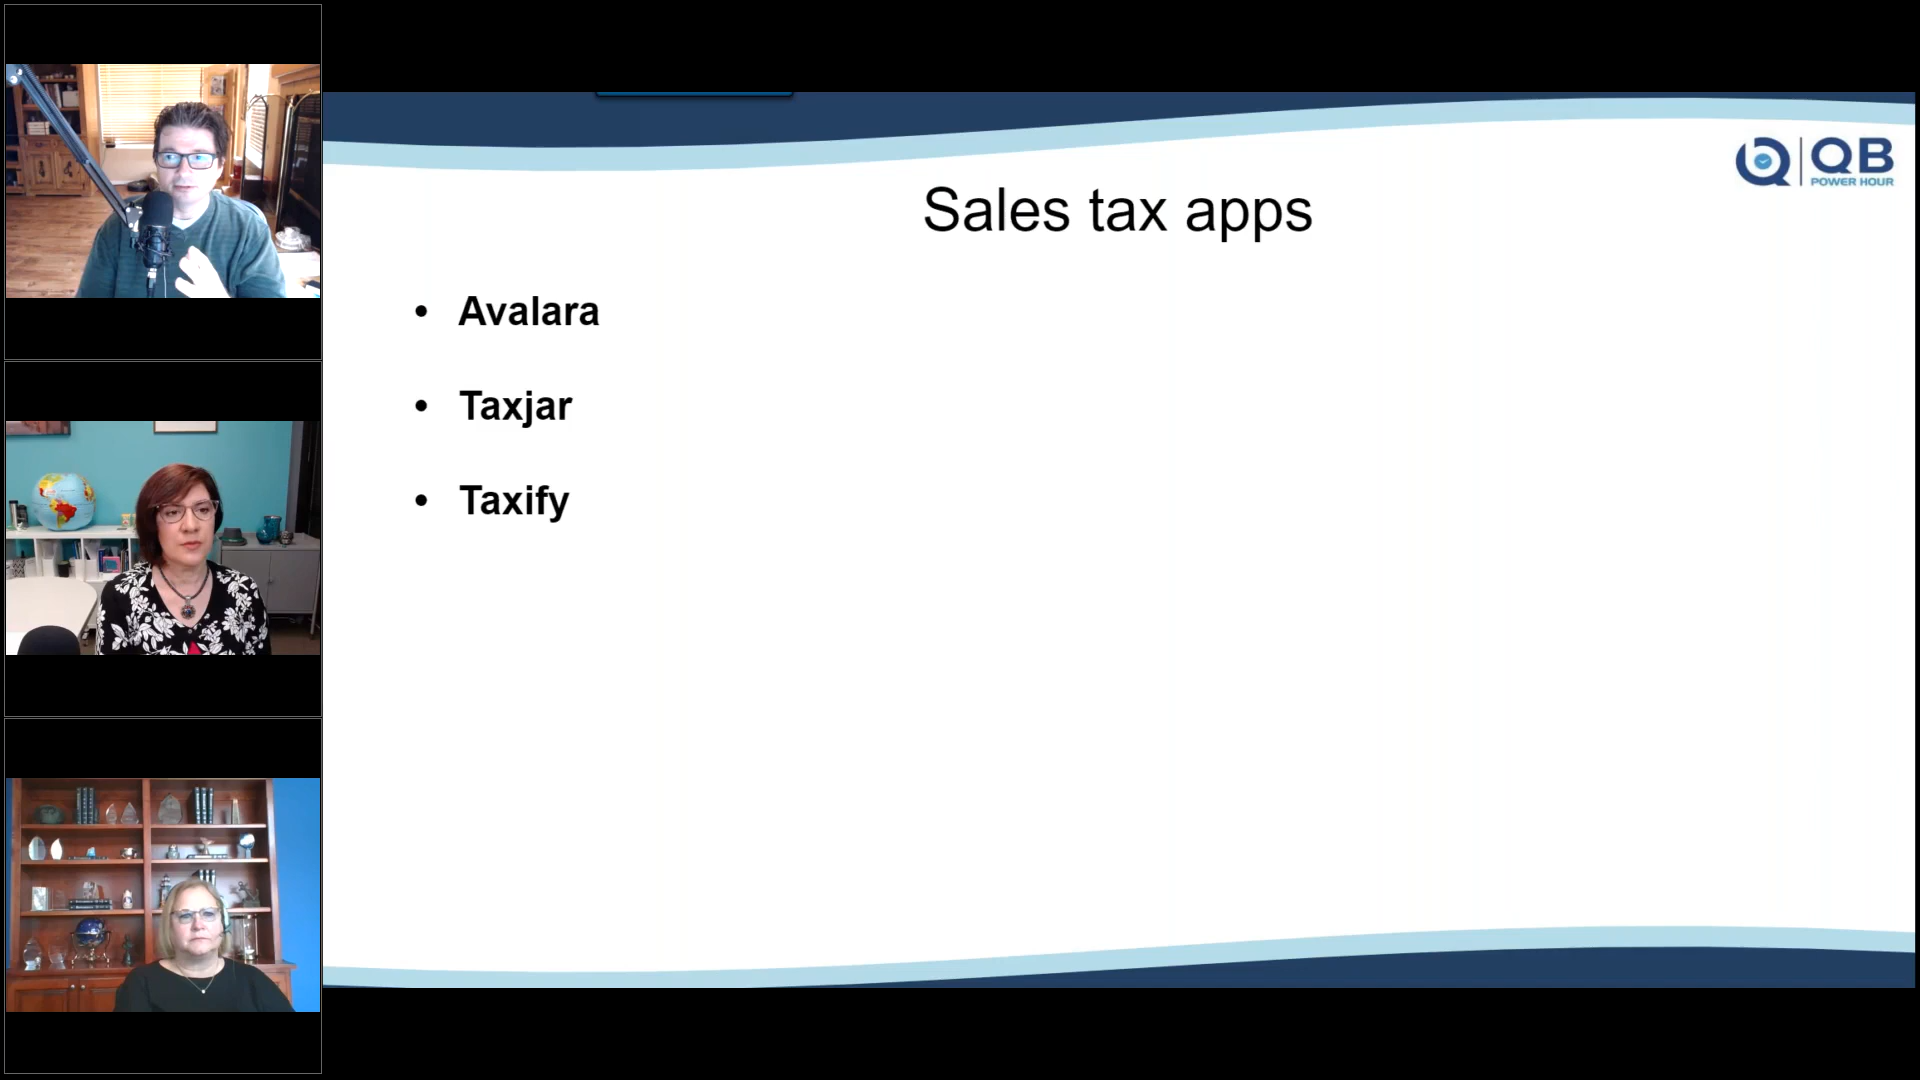 QB
POWER HOUR
Sales tax apps
• Avalara
• Taxjar
• Taxify